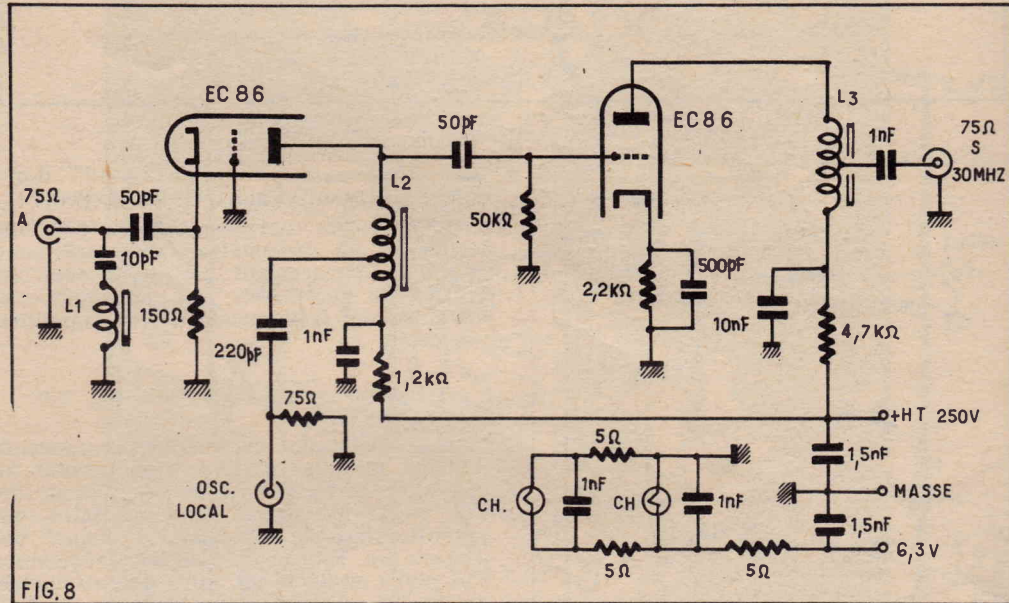 EC 86
EC86
L3
75Ω
S
30MHZ
1nF
50pF
L2
75Ω
A
50pF
10pF
50KΩ
L1
150Ω
2,2KΩ
500pF
220pF
1nF
10nF
4,7KΩ
1,2KΩ
75Ω
+HT 250V
5Ω
1,5nF
OSC.
LOCAL
CH.
1nF
CH
1nF
MASSE
1,5nF
5Ω
5Ω
6,3V
FIG.8